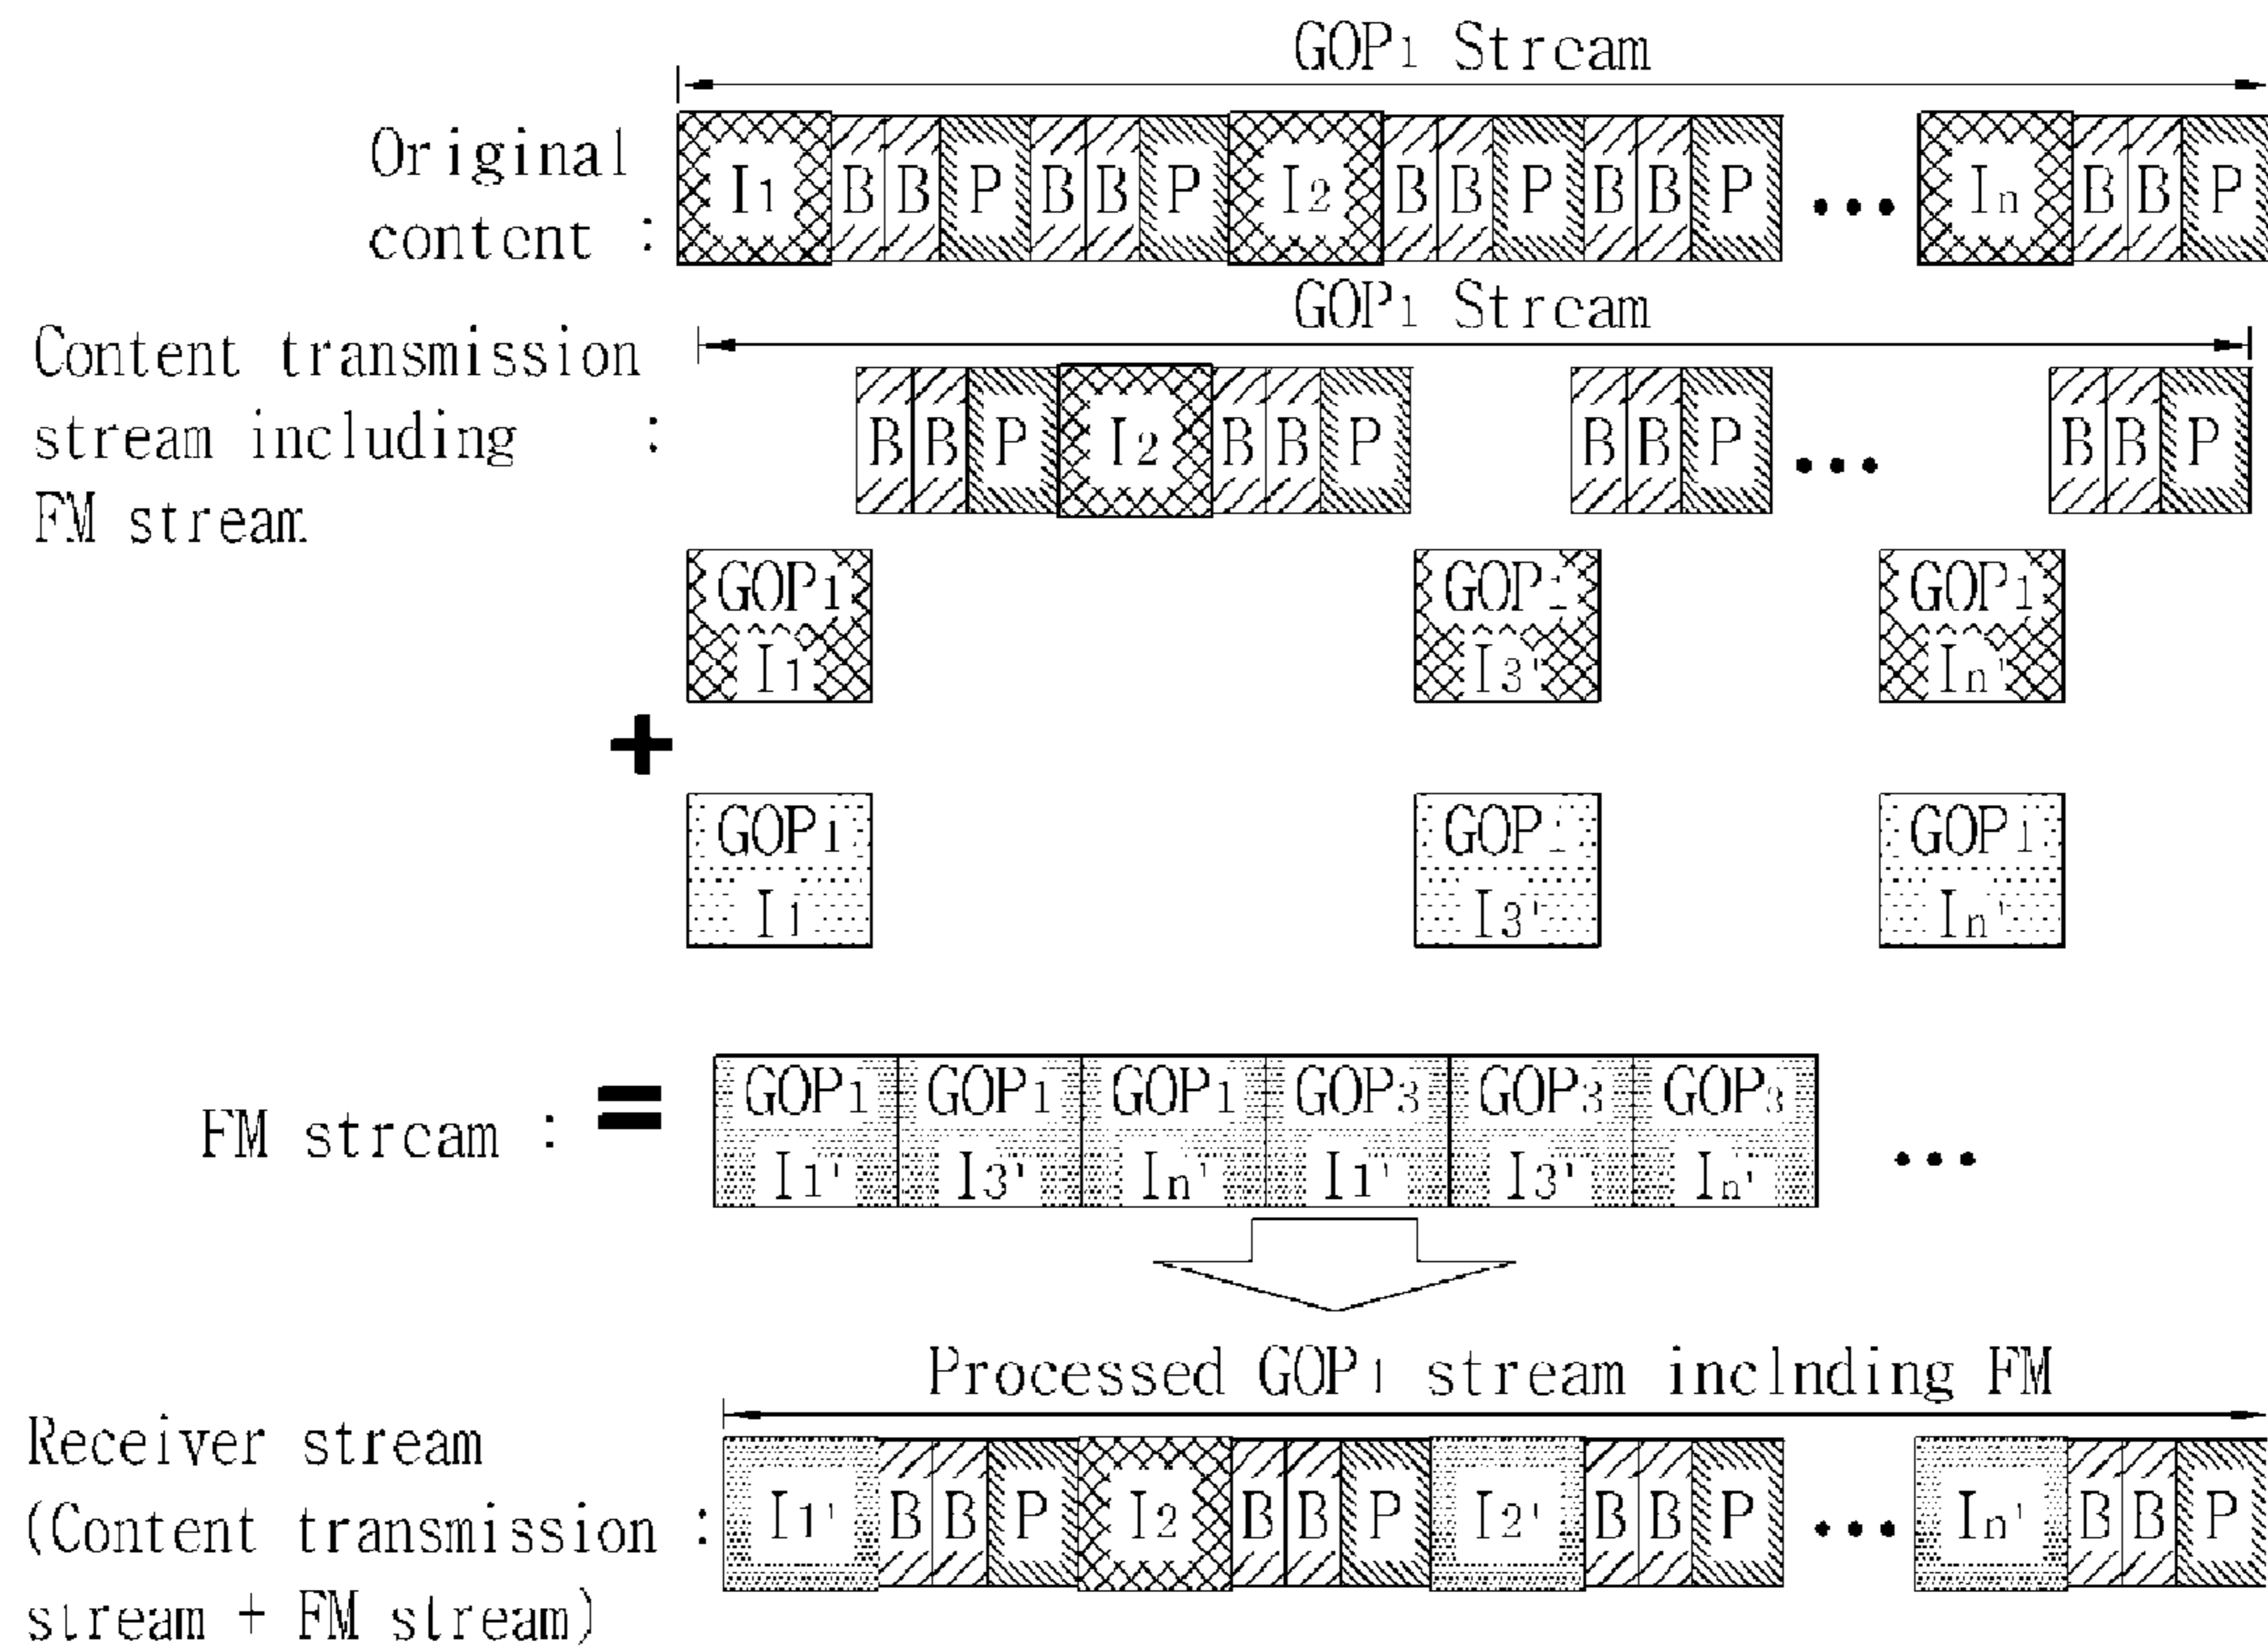 GOP1 Stream
Original
content :
I1 B B P B B P I2 B B P B B P ... In B B P
GOP1 Stream
Content transmission
stream including :
FM stream
B B P I2 B B P B B P ... B B P
GOP1 GOP1 GOP1
I1 I3' In'
+
GOP1 GOP1 GOP1
I1 I3' In'
FM stream : = GOP1 GOP1 GOP1 GOP3 GOP3 GOP3 ...
I1' I3' In' I1' I3' In'
Processed GOP1 stream inclnding FM
Receiver stream
(Content transmission :
stream + FM stream)
I1' B B P I2 B B P I2' B B P ... In' B B P